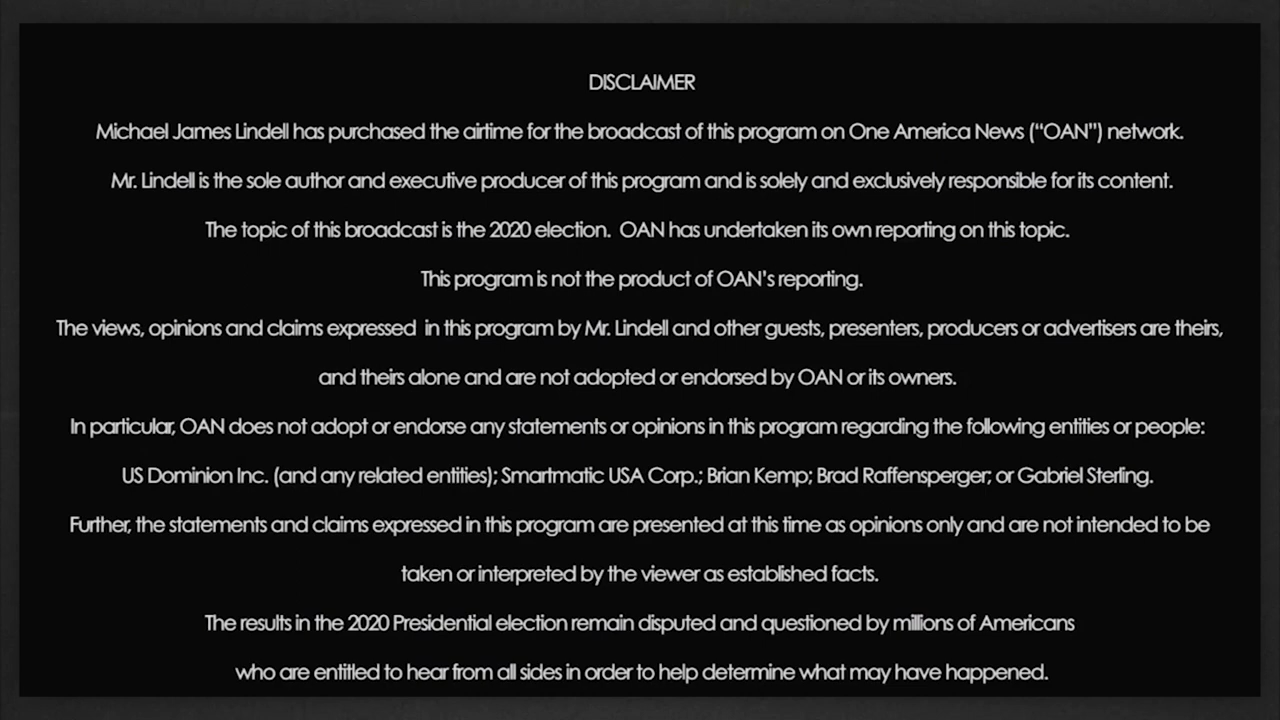 DISCLAIMER
Michael James Lindell has purchased the airtime for the broadcast of this program on One America News (“OAN”) network.
Mr. Lindell is the sole author and executive producer of this program and is solely and exclusively responsible for its content.
The topic of this broadcast is the 2020 election.  OAN has undertaken its own reporting on this topic.
This program is not the product of OAN’s reporting.
The views, opinions and claims expressed  in this program by Mr. Lindell and other guests, presenters, producers or advertisers are theirs,
and theirs alone and are not adopted or endorsed by OAN or its owners.
In particular, OAN does not adopt or endorse any statements or opinions in this program regarding the following entities or people:
US Dominion Inc. (and any related entities); Smartmatic USA Corp.; Brian Kemp; Brad Raffensperger; or Gabriel Sterling.
Further, the statements and claims expressed in this program are presented at this time as opinions only and are not intended to be
taken or interpreted by the viewer as established facts.
The results in the 2020 Presidential election remain disputed and questioned by millions of Americans
who are entitled to hear from all sides in order to help determine what may have happened.